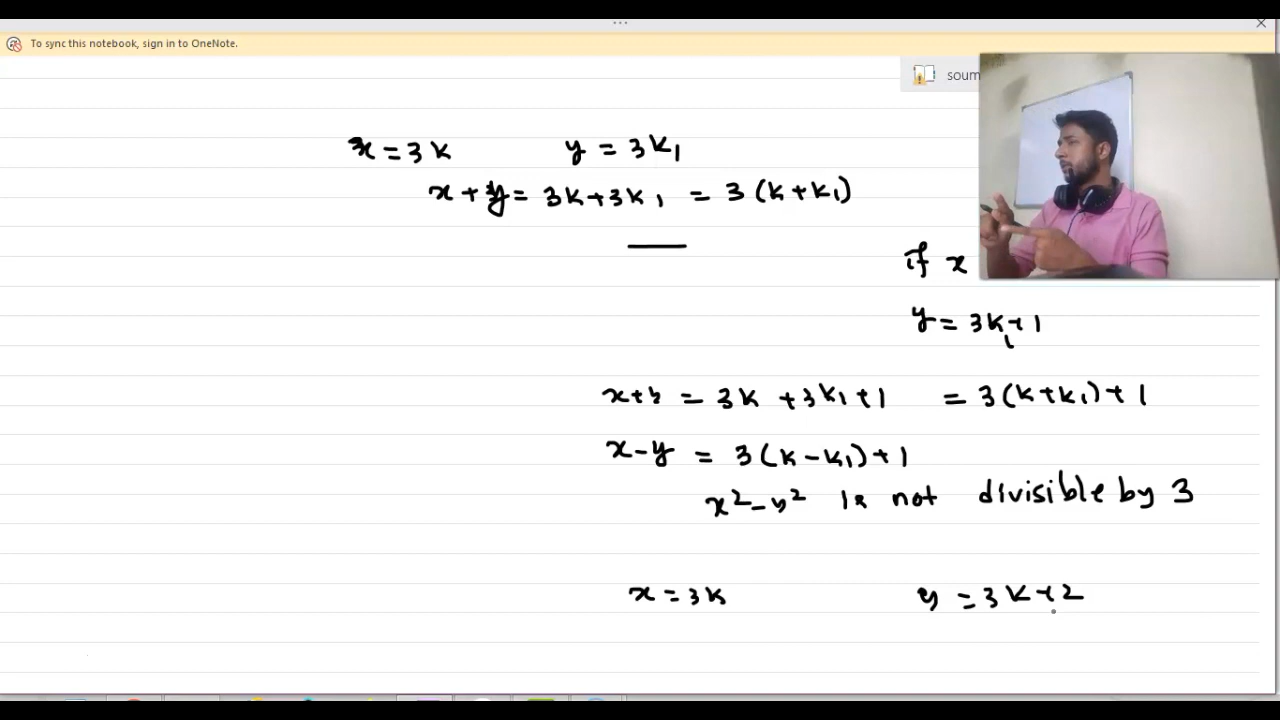 To sync this notebook, sign in to OneNote.
soum
x = 3k y = 3k₁
x + y = 3k + 3k₁ = 3(k + k₁)
if x
y = 3k₁ + 1
x + y = 3k + 3k₁ + 1 = 3(k + k₁) + 1
x - y = 3(k - k₁) + 1
x² - y² is not divisible by 3
x = 3k y = 3k + 2